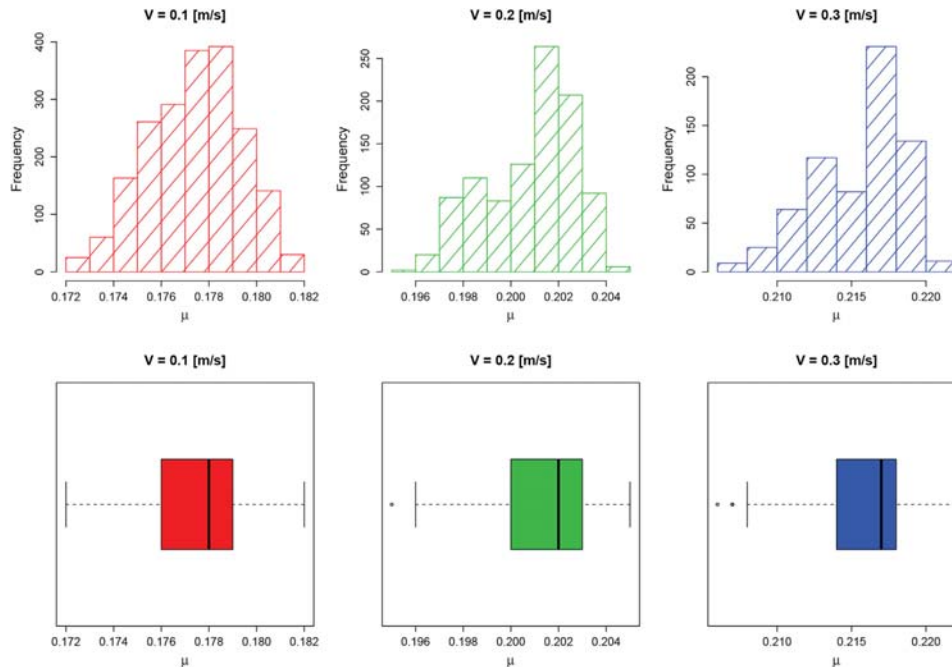 V = 0.1 [m/s]
V = 0.2 [m/s]
V = 0.3 [m/s]
Frequency
0
100
200
300
400
0.172
0.174
0.176
0.178
0.180
0.182
μ
Frequency
0
50
100
150
200
250
0.196
0.198
0.200
0.202
0.204
μ
Frequency
0
50
100
150
200
0.210
0.215
0.220
μ
V = 0.1 [m/s]
V = 0.2 [m/s]
V = 0.3 [m/s]
0.172
0.174
0.176
0.178
0.180
0.182
μ
0.196
0.198
0.200
0.202
0.204
μ
0.210
0.215
0.220
μ